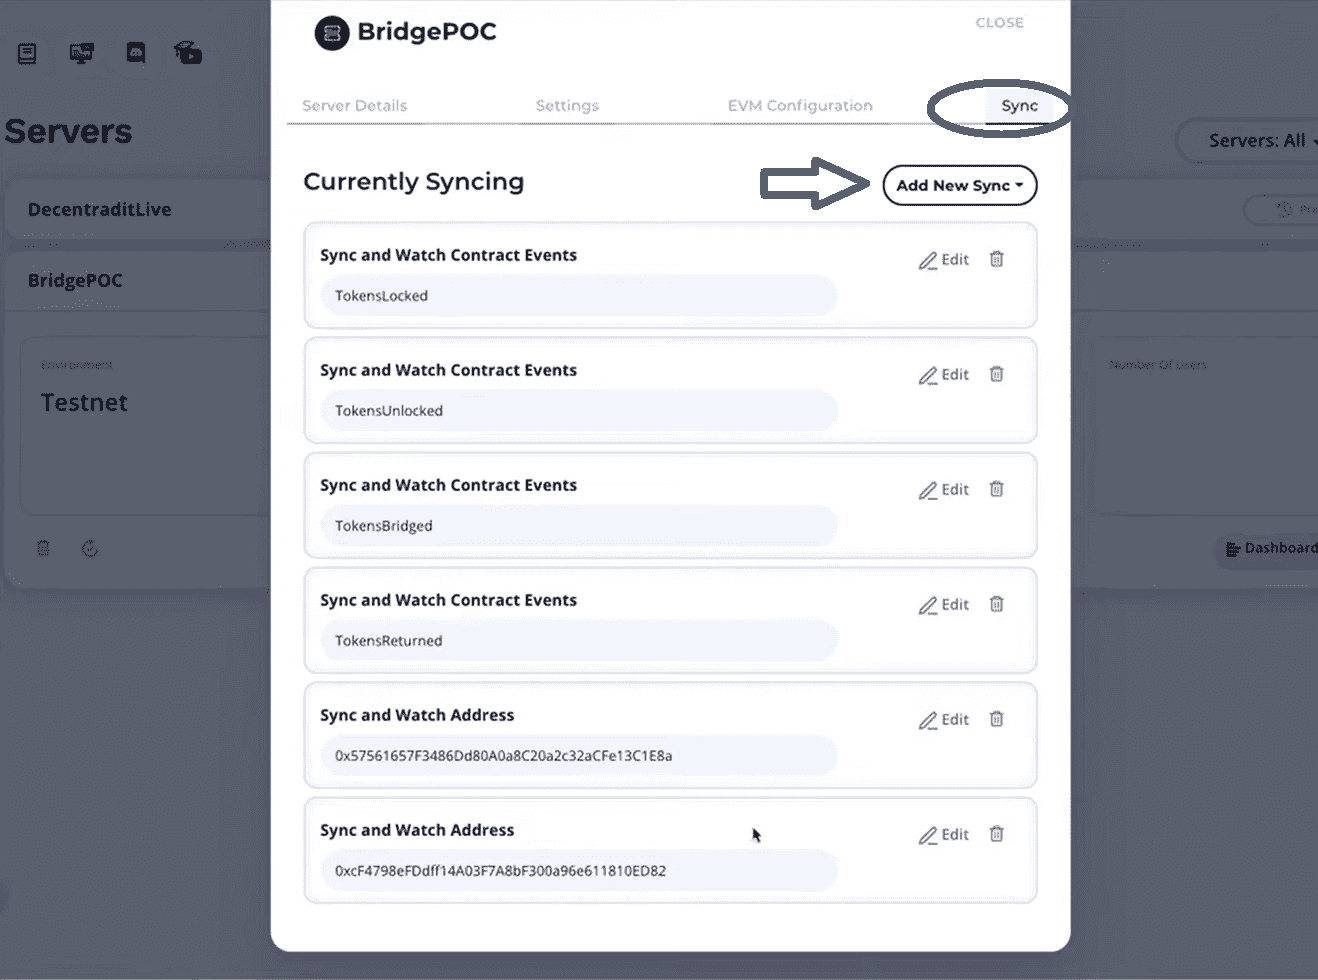 BridgePOC
CLOSE
Server Details
Settings
EVM Configuration
Sync
Servers
Servers: All
Currently Syncing
Add New Sync
DecentraditLive
BridgePOC
Environment
Testnet
Number Of Users
Dashboard
Sync and Watch Contract Events
Edit
TokensLocked
Sync and Watch Contract Events
Edit
TokensUnlocked
Sync and Watch Contract Events
Edit
TokensBridged
Sync and Watch Contract Events
Edit
TokensReturned
Sync and Watch Address
Edit
0x57561657F3486Dd80A0a8C20a2c32aCFe13C1E8a
Sync and Watch Address
Edit
0xcF4798eFDdff14A03F7A8bF300a96e611810ED82